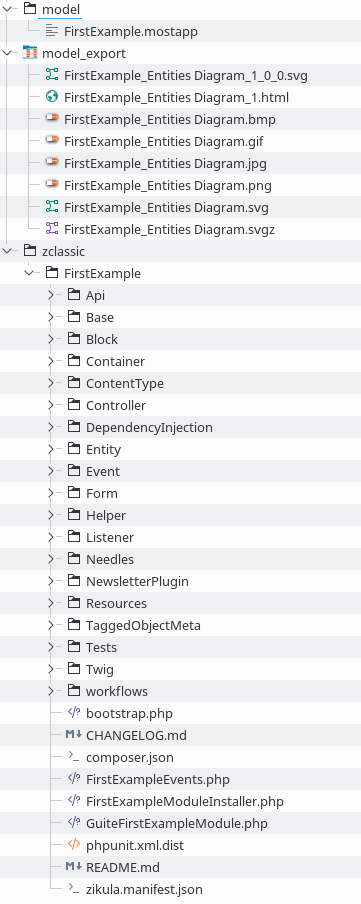 model
FirstExample.mostapp
model_export
FirstExample_Entities Diagram_1_0_0.svg
FirstExample_Entities Diagram_1.html
FirstExample_Entities Diagram.bmp
FirstExample_Entities Diagram.gif
FirstExample_Entities Diagram.jpg
FirstExample_Entities Diagram.png
FirstExample_Entities Diagram.svg
FirstExample_Entities Diagram.svgz
zclassic
FirstExample
Api
Base
Block
Container
ContentType
Controller
DependencyInjection
Entity
Event
Form
Helper
Listener
Needles
NewsletterPlugin
Resources
TaggedObjectMeta
Tests
Twig
workflows
bootstrap.php
CHANGELOG.md
composer.json
FirstExampleEvents.php
FirstExampleModuleInstaller.php
GuiteFirstExampleModule.php
phpunit.xml.dist
README.md
zikula.manifest.json